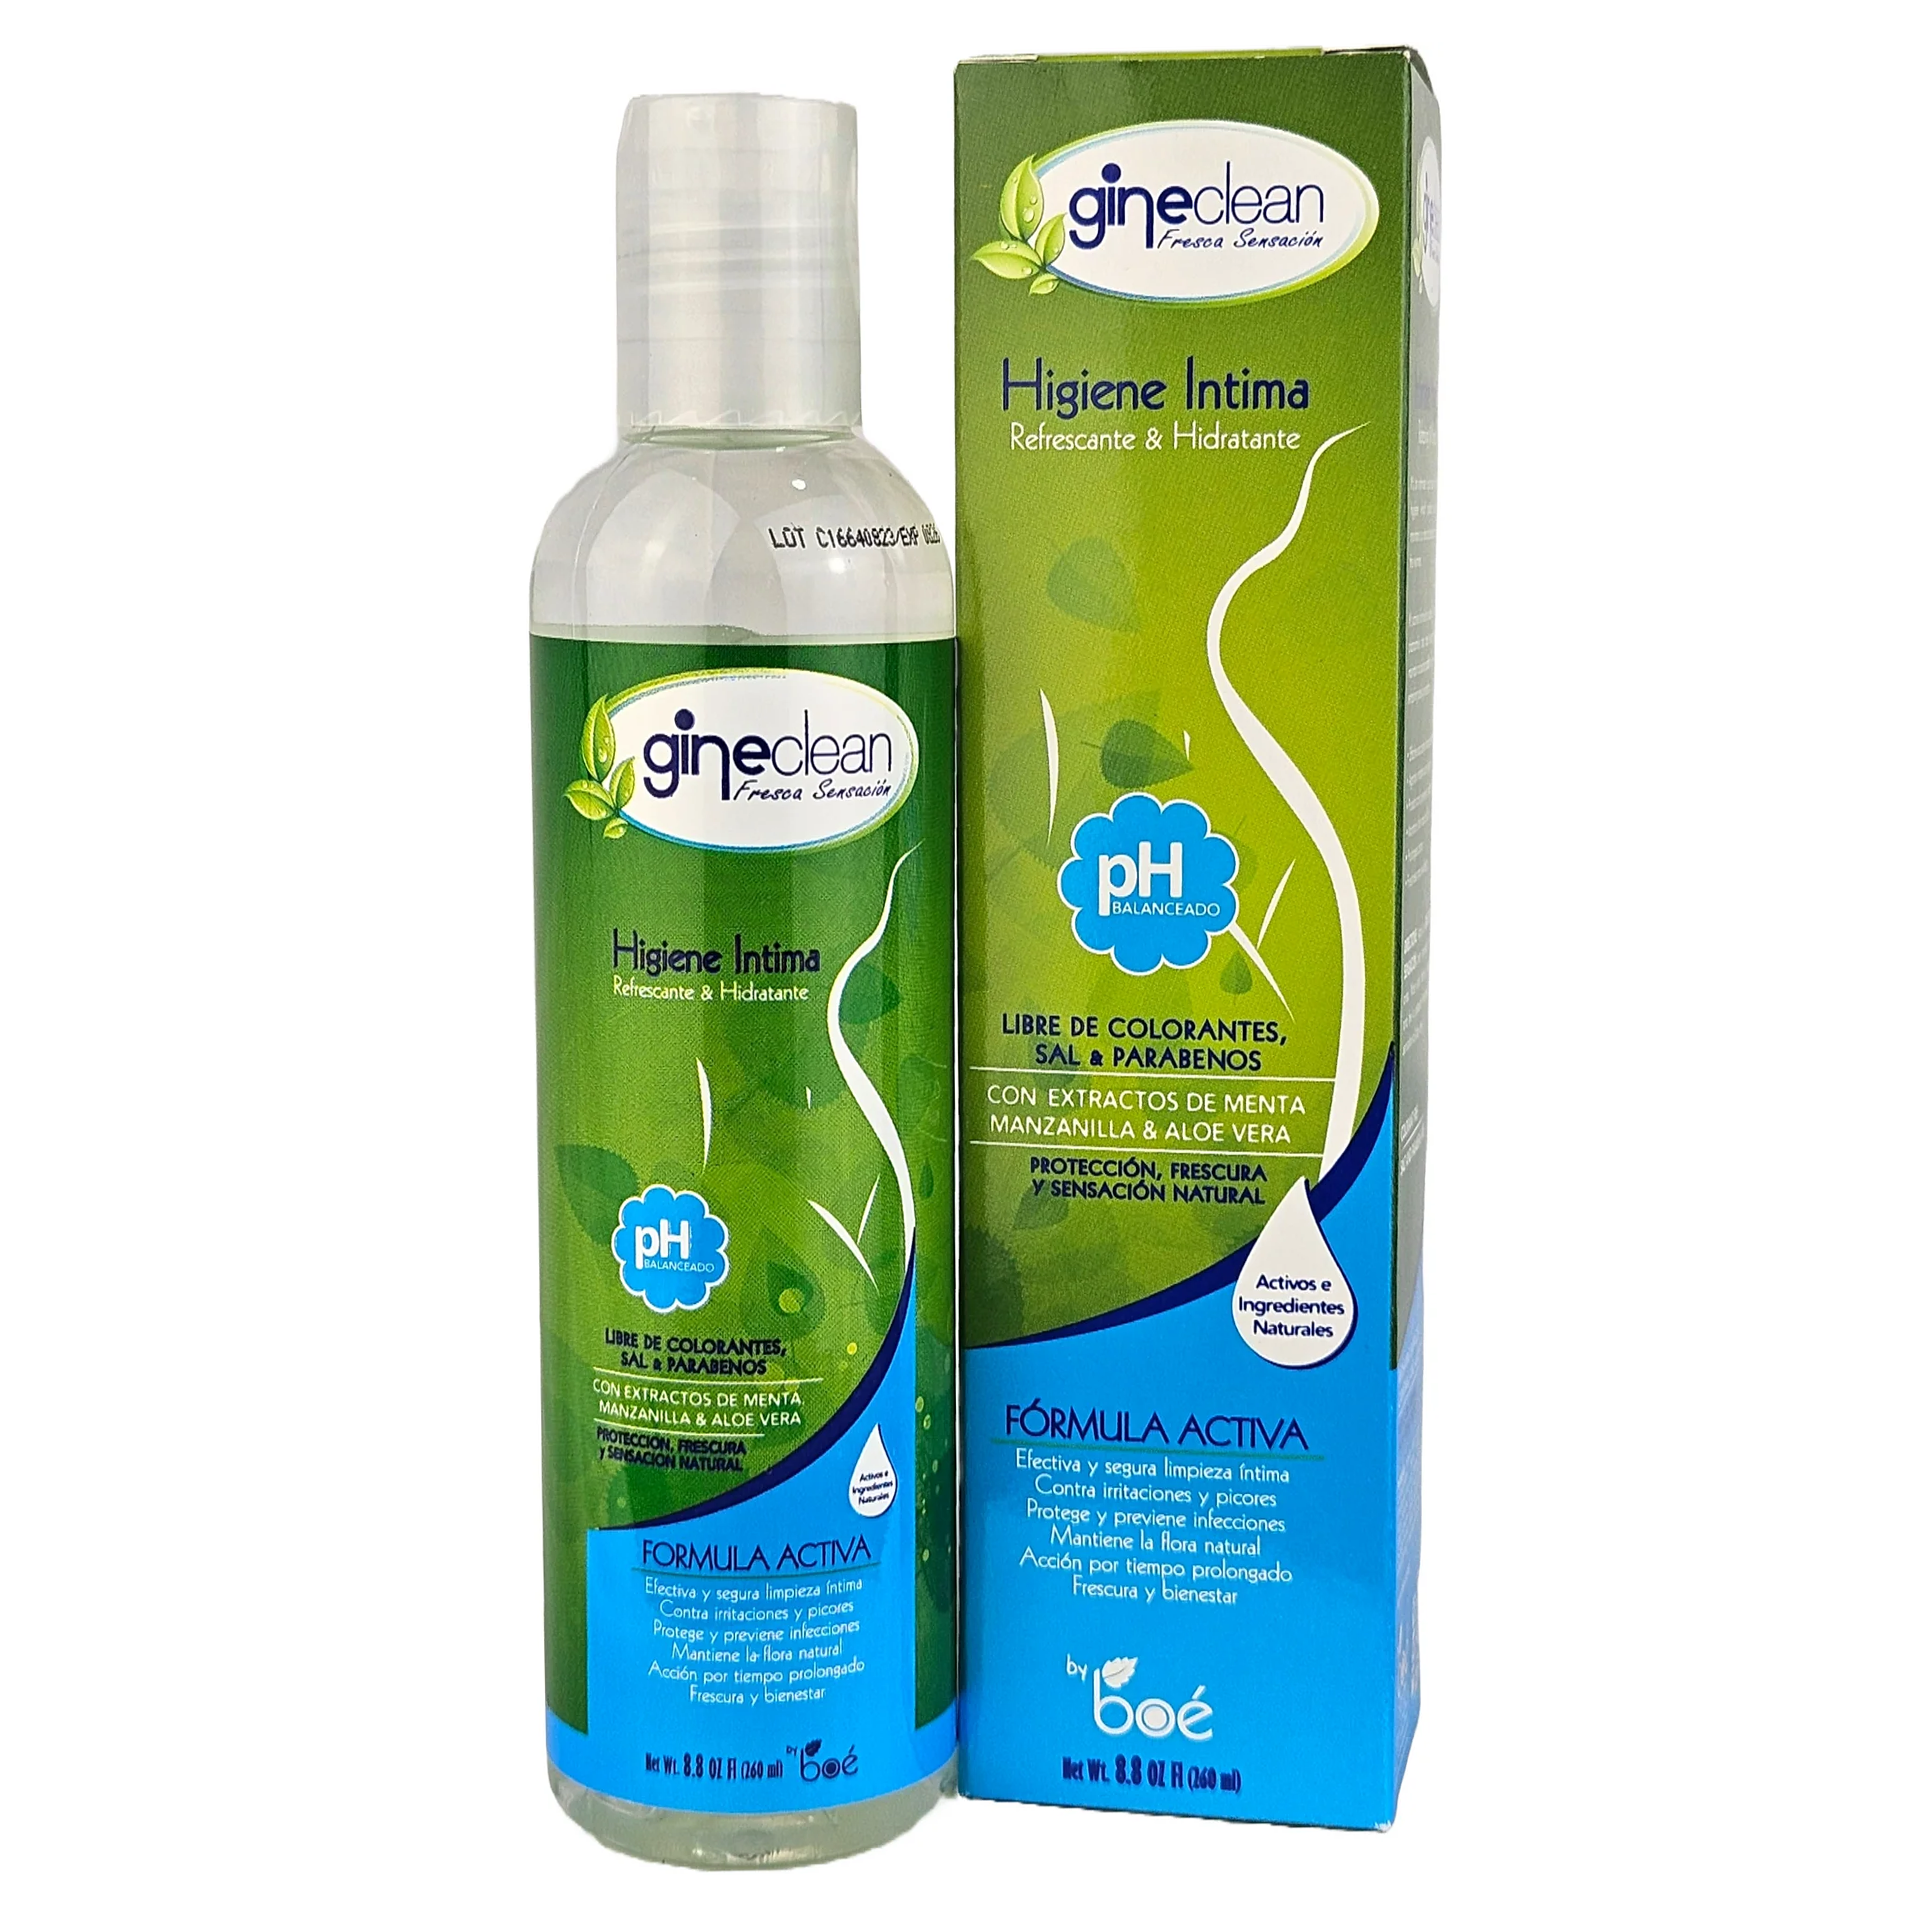 LOT C16640823/EXP
gineclean
Fresca Sensación
Higiene Intima
Refrescante & Hidratante
pH
BALANCEADO
LIBRE DE COLORANTES,
SAL & PARABENOS
CON EXTRACTOS DE MENTA,
MANZANILLA & ALOE VERA
PROTECCIÓN, FRESCURA
y SENSACIÓN NATURAL
Activos e
Ingredientes
Naturales
FORMULA ACTIVA
Efectiva y segura limpieza íntima
Contra irritaciones y picores
Protege y previene infecciones
Mantiene la flora natural
Acción por tiempo prolongado
Frescura y bienestar
by boé
Net Wt. 8.8 OZ Fl (260 ml)
gineclean
Fresca Sensación
Higiene Intima
Refrescante & Hidratante
pH
BALANCEADO
LIBRE DE COLORANTES,
SAL & PARABENOS
CON EXTRACTOS DE MENTA
MANZANILLA & ALOE VERA
PROTECCIÓN, FRESCURA
y SENSACIÓN NATURAL
Activos e
Ingredientes
Naturales
FÓRMULA ACTIVA
Efectiva y segura limpieza íntima
Contra irritaciones y picores
Protege y previene infecciones
Mantiene la flora natural
Acción por tiempo prolongado
Frescura y bienestar
by boé
Net Wt. 8.8 OZ Fl (260 ml)